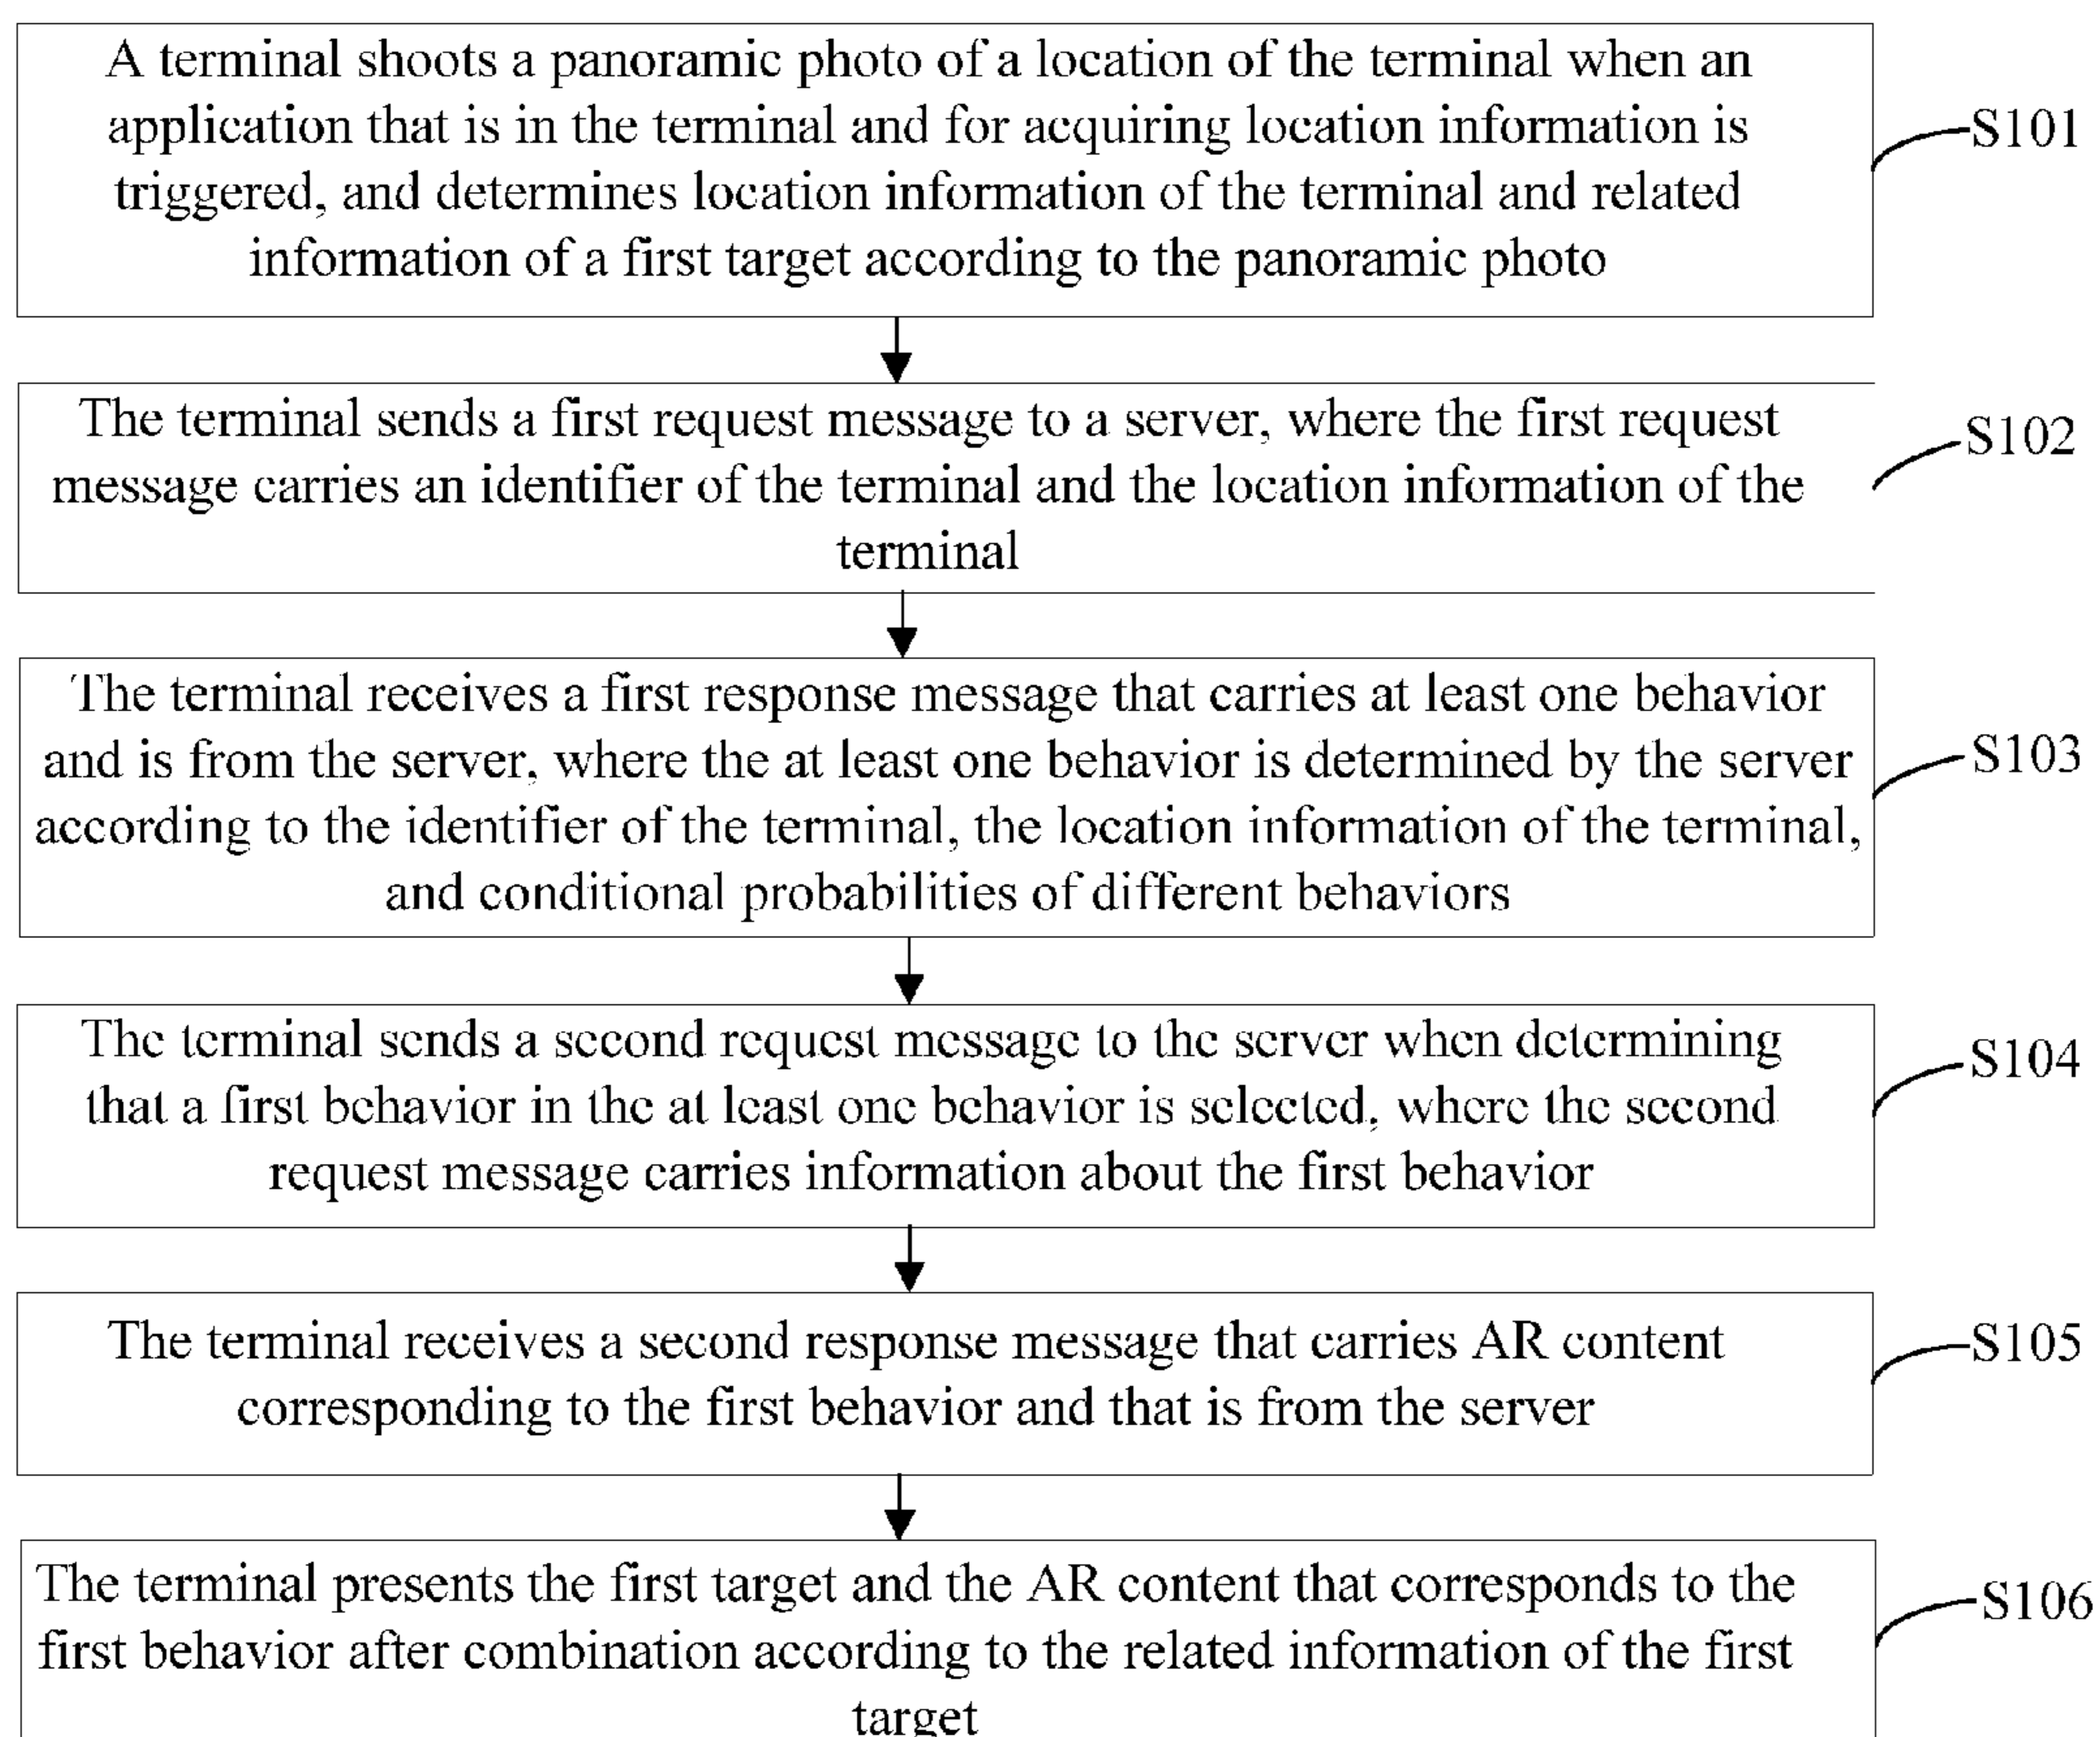 A terminal shoots a panoramic photo of a location of the terminal when an
application that is in the terminal and for acquiring location information is
triggered, and determines location information of the terminal and related
information of a first target according to the panoramic photo
S101
The terminal sends a first request message to a server, where the first request
message carries an identifier of the terminal and the location information of the
terminal
S102
The terminal receives a first response message that carries at least one behavior
and is from the server, where the at least one behavior is determined by the server
according to the identifier of the terminal, the location information of the terminal,
and conditional probabilities of different behaviors
S103
The terminal sends a second request message to the server when determining
that a first behavior in the at least one behavior is selected, where the second
request message carries information about the first behavior
S104
The terminal receives a second response message that carries AR content
corresponding to the first behavior and that is from the server
S105
The terminal presents the first target and the AR content that corresponds to the
first behavior after combination according to the related information of the first
target
S106